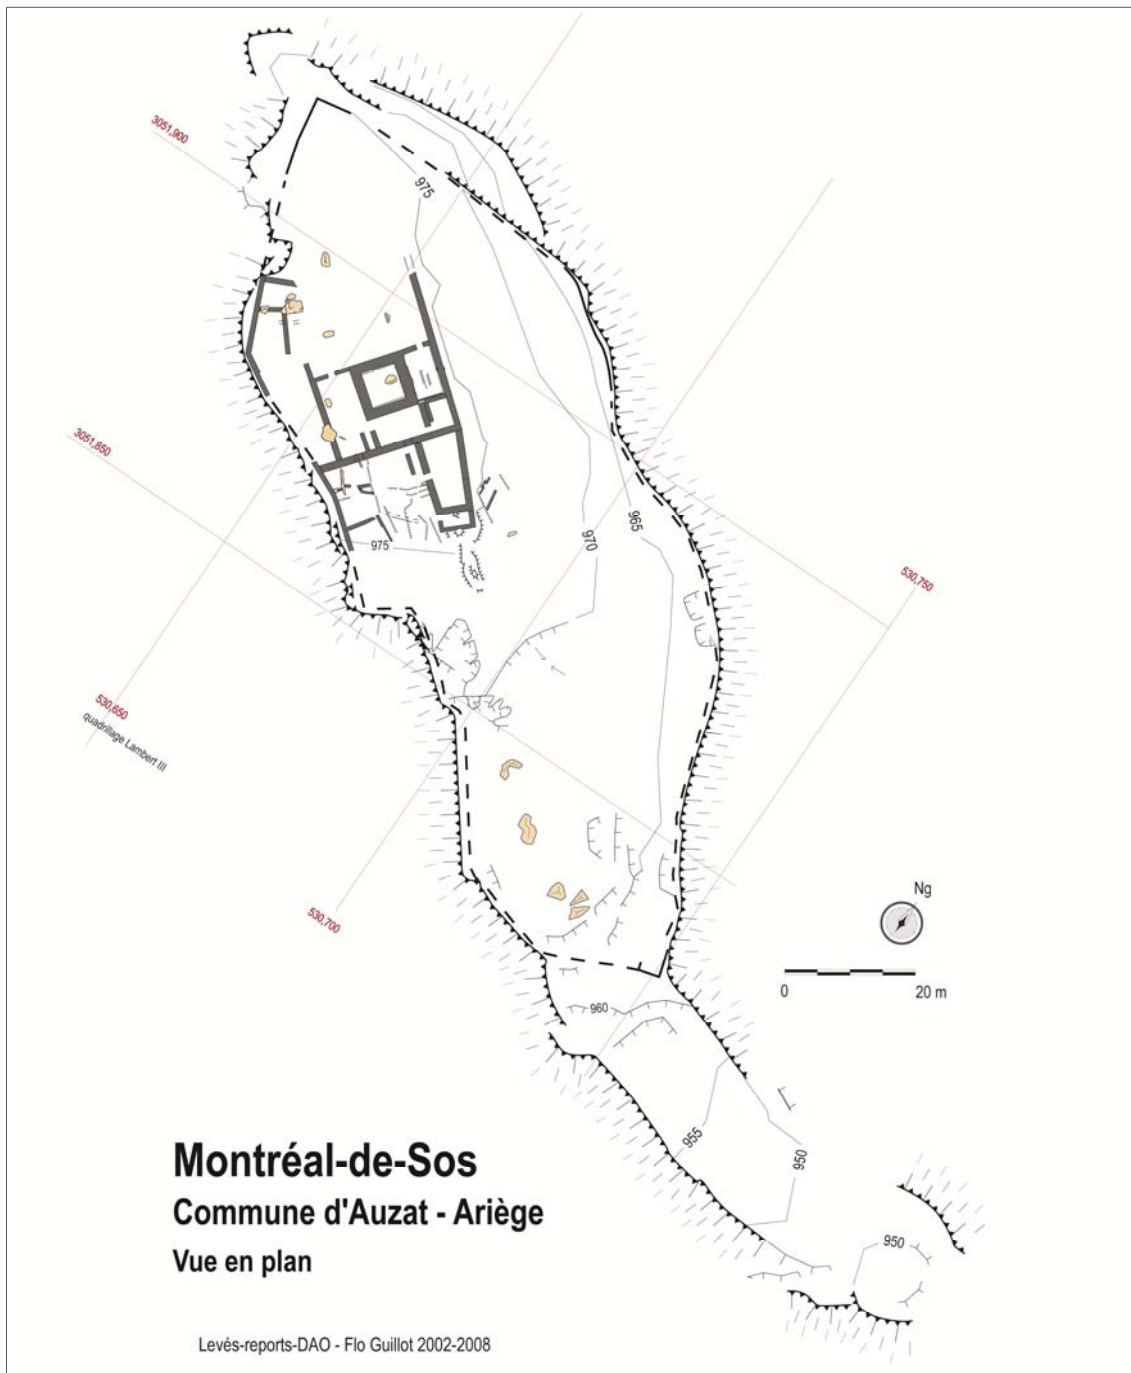 3051,900
975
3051,850
975
970
965
530,750
530,650
quadrillage Lambert III
530,700
Ng
0 20 m
960
955
950
950
Montréal-de-Sos
Commune d'Auzat - Ariège
Vue en plan
Levés-reports-DAO - Flo Guillot 2002-2008